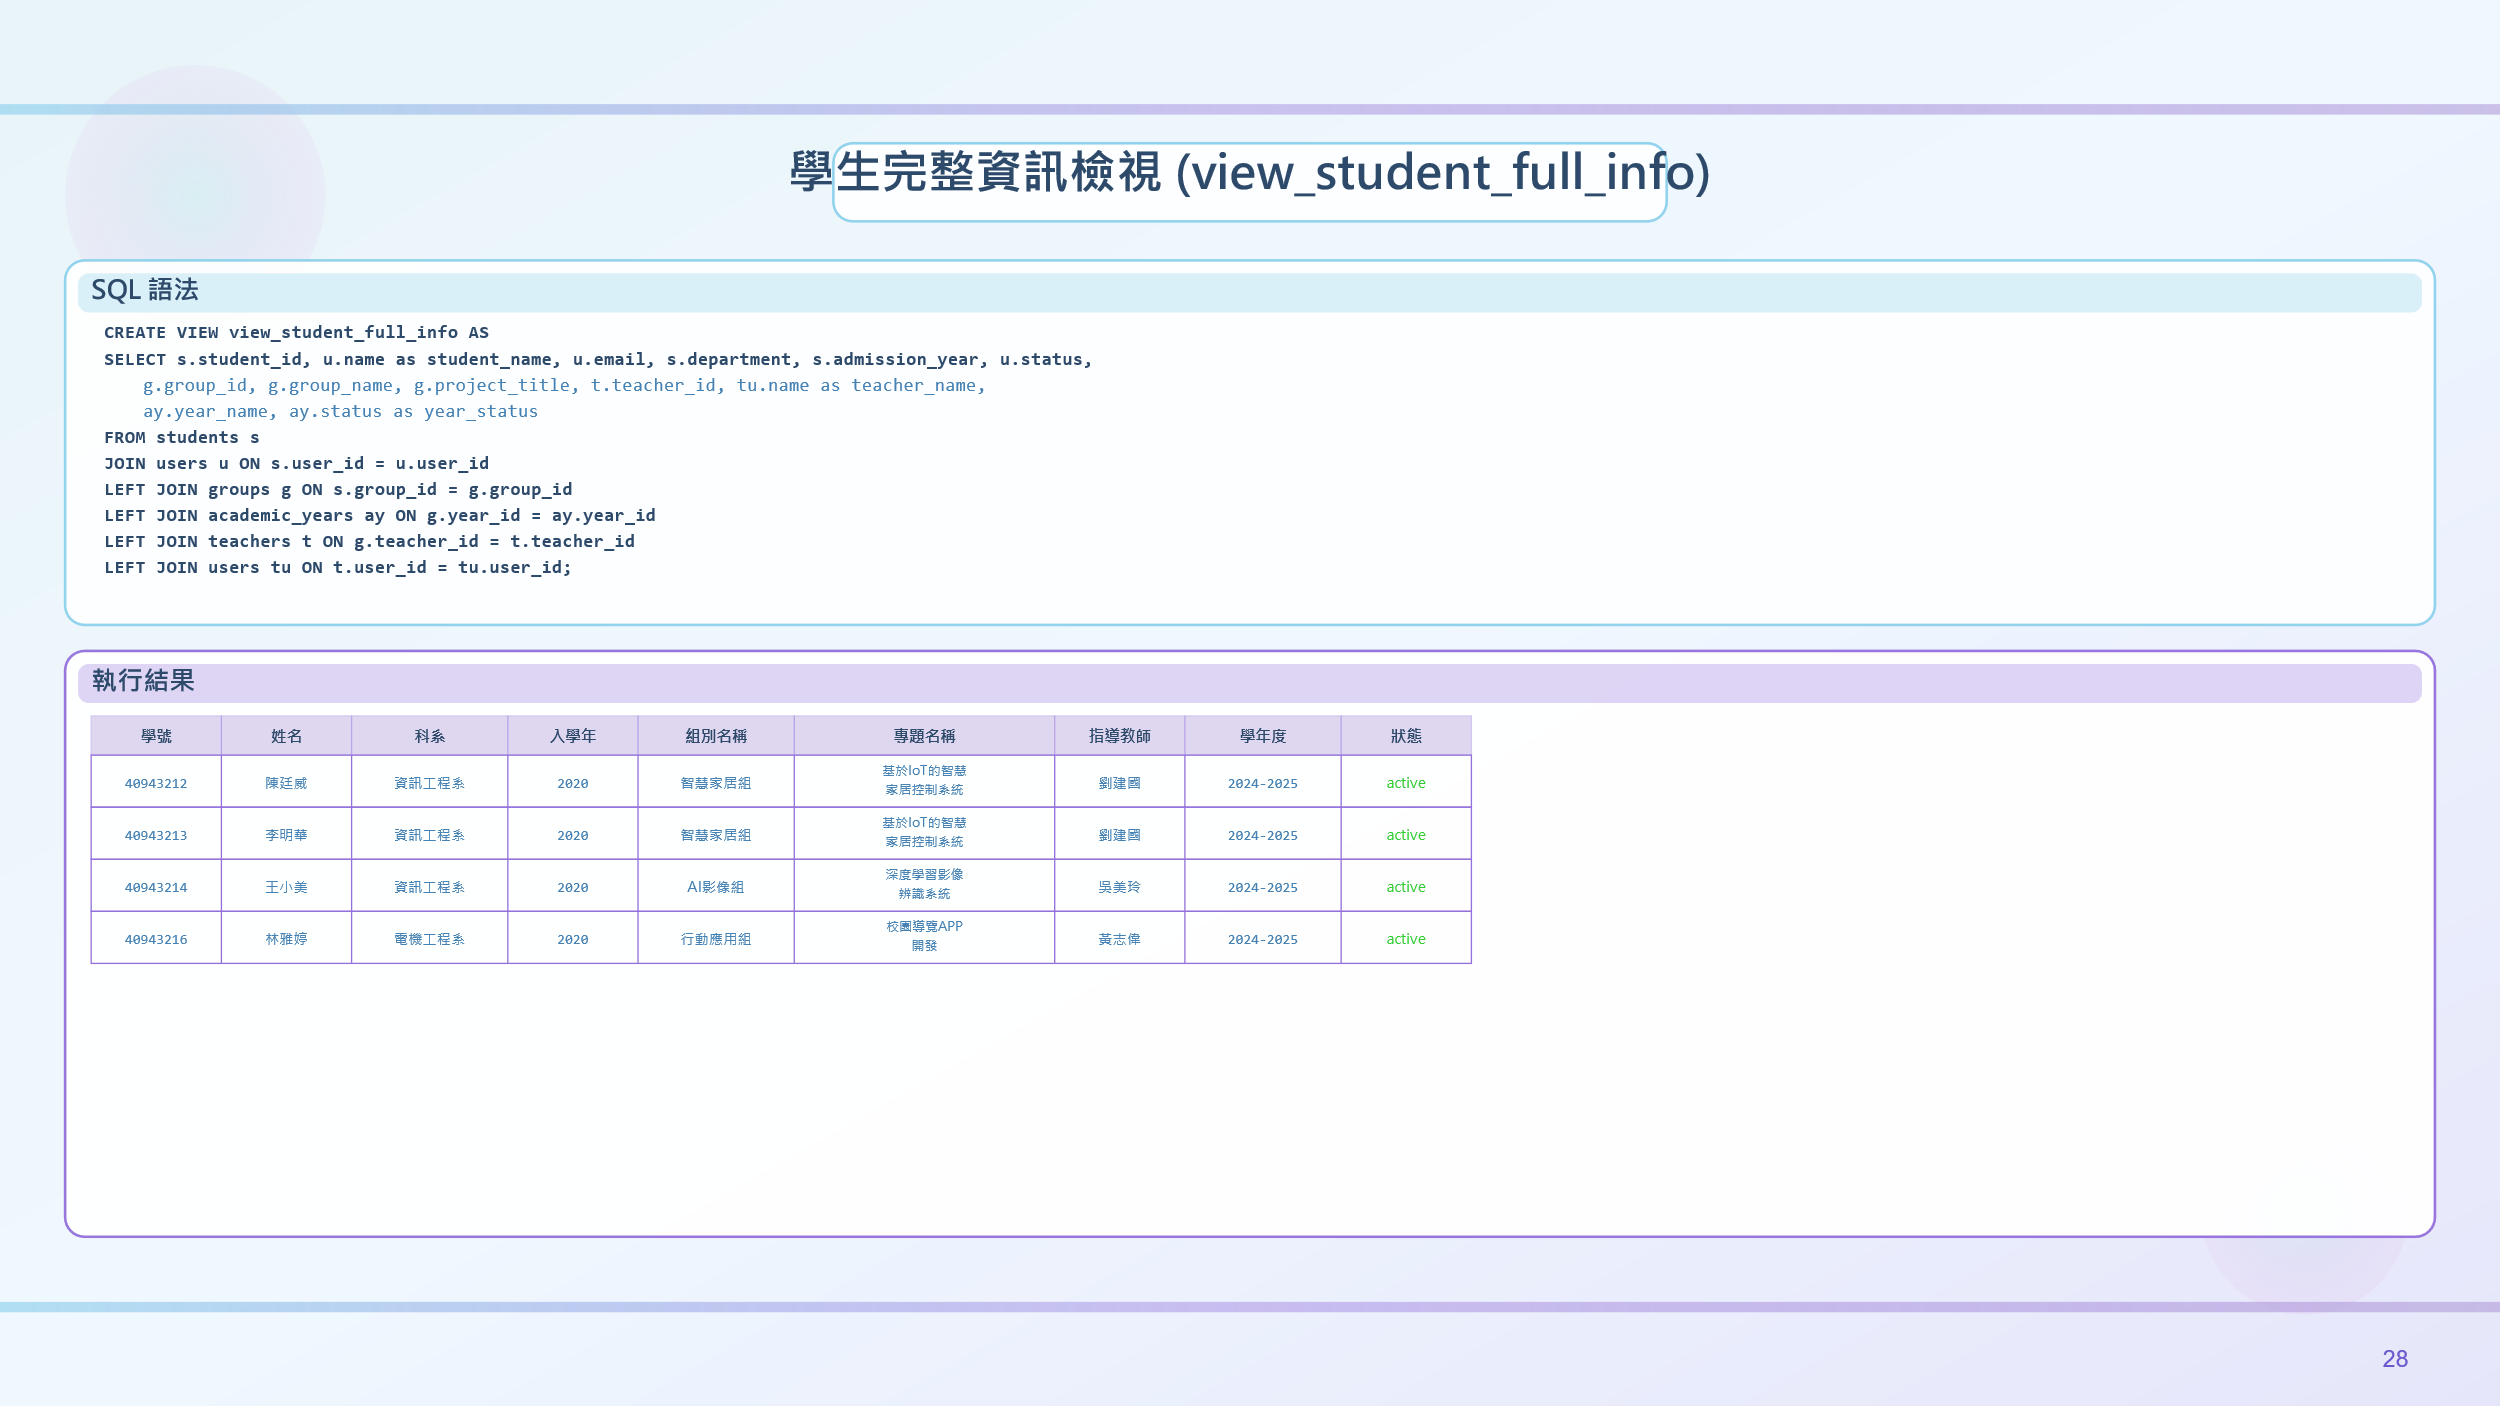 學生完整資訊檢視 (view_student_full_info)
SQL 語法
CREATE VIEW view_student_full_info AS
SELECT s.student_id, u.name as student_name, u.email, s.department, s.admission_year, u.status,
g.group_id, g.group_name, g.project_title, t.teacher_id, tu.name as teacher_name,
ay.year_name, ay.status as year_status
FROM students s
JOIN users u ON s.user_id = u.user_id
LEFT JOIN groups g ON s.group_id = g.group_id
LEFT JOIN academic_years ay ON g.year_id = ay.year_id
LEFT JOIN teachers t ON g.teacher_id = t.teacher_id
LEFT JOIN users tu ON t.user_id = tu.user_id;
執行結果
學號 姓名 科系 入學年 組別名稱 專題名稱 指導教師 學年度 狀態
40943212 陳廷威 資訊工程系 2020 智慧家居組 基於IoT的智慧
家居控制系統 劉建國 2024-2025 active
40943213 李明華 資訊工程系 2020 智慧家居組 基於IoT的智慧
家居控制系統 劉建國 2024-2025 active
40943214 王小美 資訊工程系 2020 AI影像組 深度學習影像
辨識系統 吳美玲 2024-2025 active
40943216 林雅婷 電機工程系 2020 行動應用組 校園導覽APP
開發 黃志偉 2024-2025 active
28